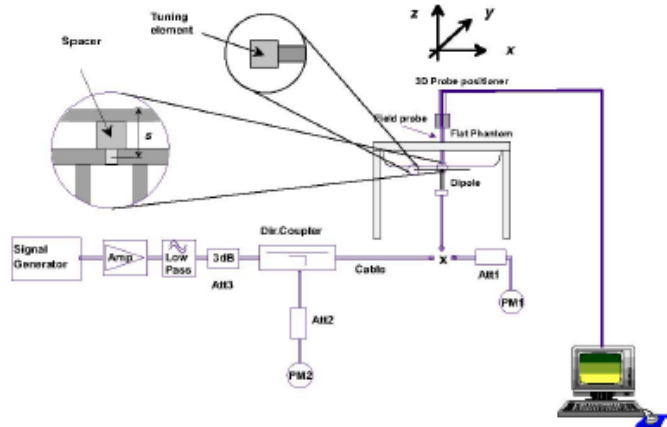 Tuning
element
z
y
x
Spacer
3D Probe positioner
Field probe
Flat Phantom
s
Dipole
Signal
Generator
Amp
Low
Pass
3dB
Att3
Dir.Coupler
Cable
x
Att1
PM1
Att2
PM2